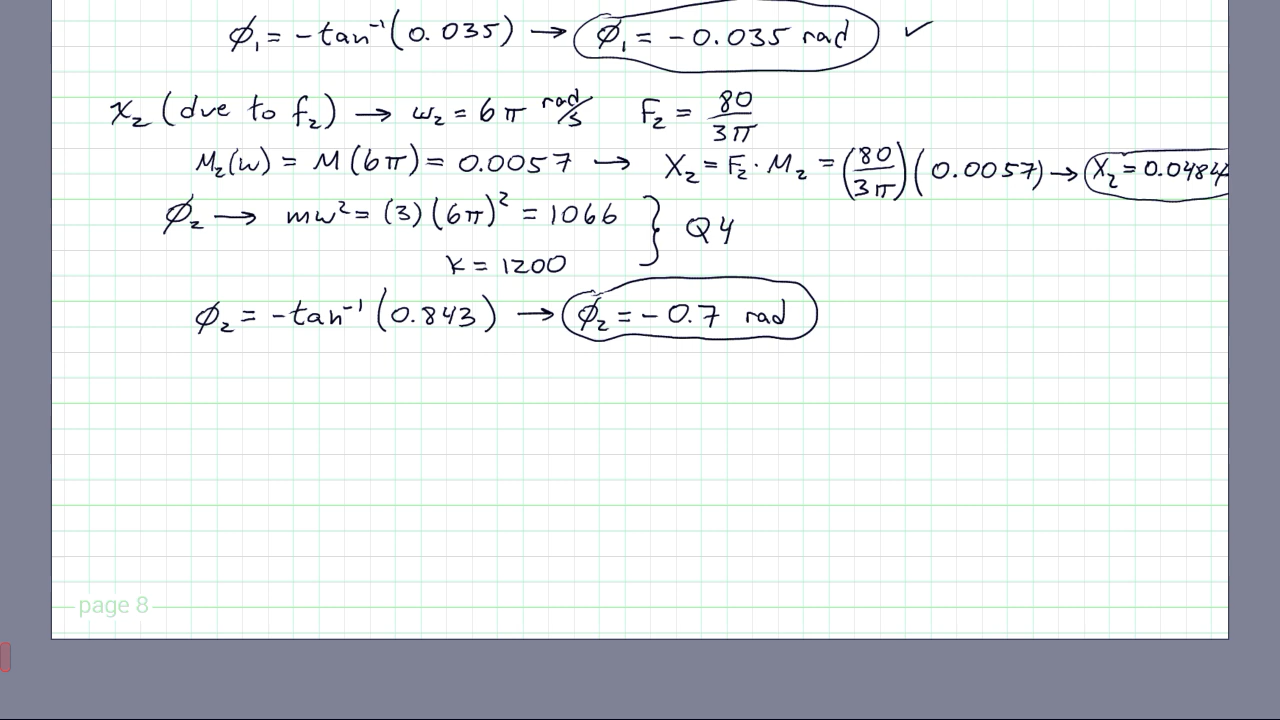 ϕ₁ = -tan⁻¹(0.035) → ϕ₁ = -0.035 rad ✓
x₂ (due to f₂) → ω₂ = 6π rad/s F₂ = 80/3π
M₂(ω) = M(6π) = 0.0057 → X₂ = F₂ · M₂ = (80/3π)(0.0057) → X₂ = 0.0484
ϕ₂ → mω² = (3)(6π)² = 1066 } Q4
k = 1200
ϕ₂ = -tan⁻¹(0.843) → ϕ₂ = -0.7 rad
page 8